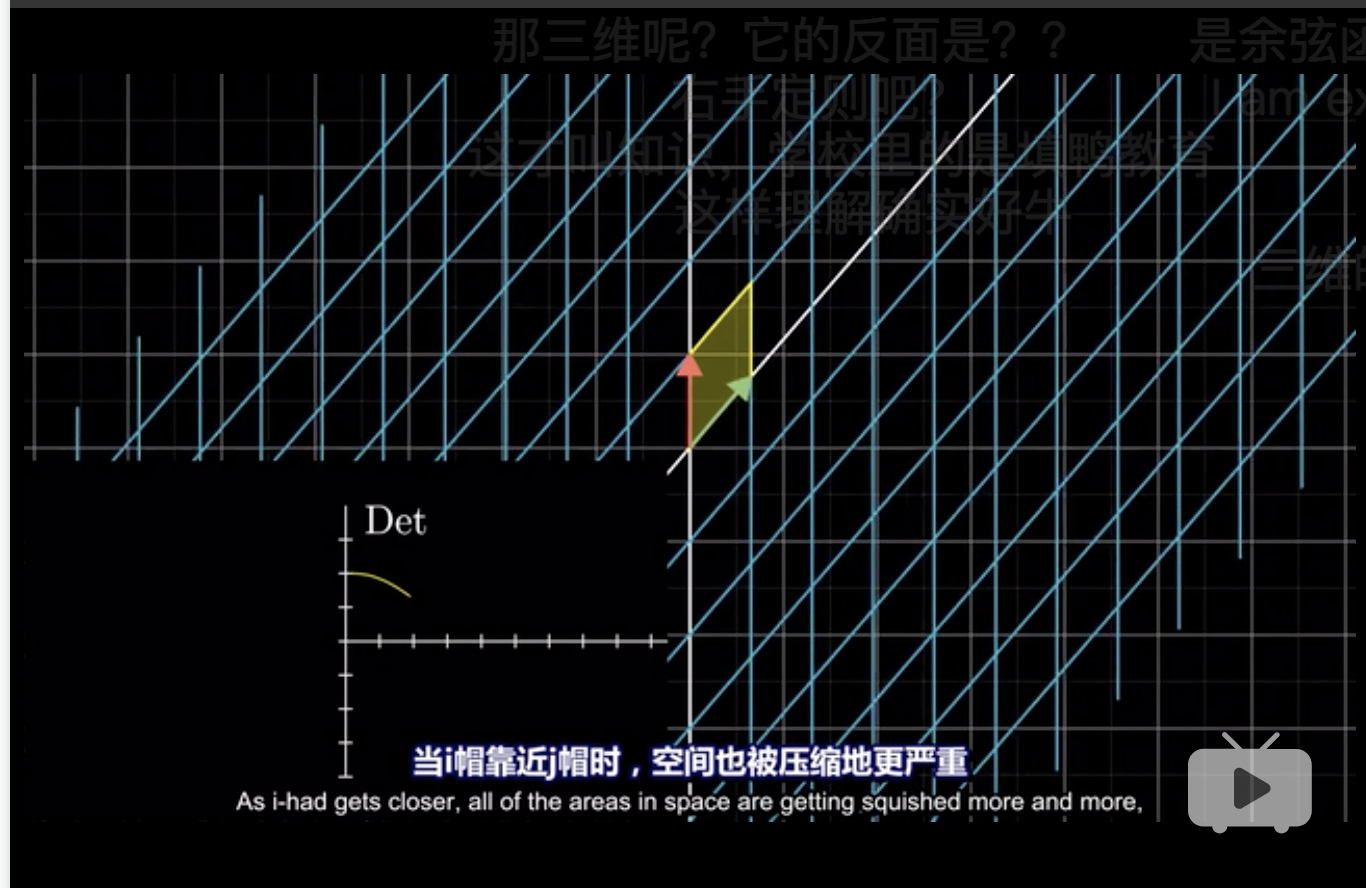 那三维呢？它的反面是？？
是余弦函
右手定则吧？
I am ex
这才叫知识，学校里的是填鸭教育
这样理解确实好牛
三维的
Det
当i帽靠近j帽时，空间也被压缩地更严重
As i-had gets closer, all of the areas in space are getting squished more and more,